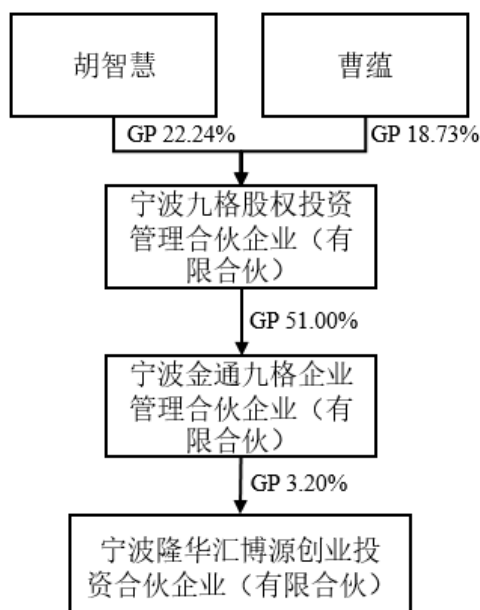 胡智慧
曹蕴
GP 22.24%
GP 18.73%
宁波九格股权投资
管理合伙企业（有
限合伙）
GP 51.00%
宁波金通九格企业
管理合伙企业（有
限合伙）
GP 3.20%
宁波隆华汇博源创业投
资合伙企业（有限合伙）